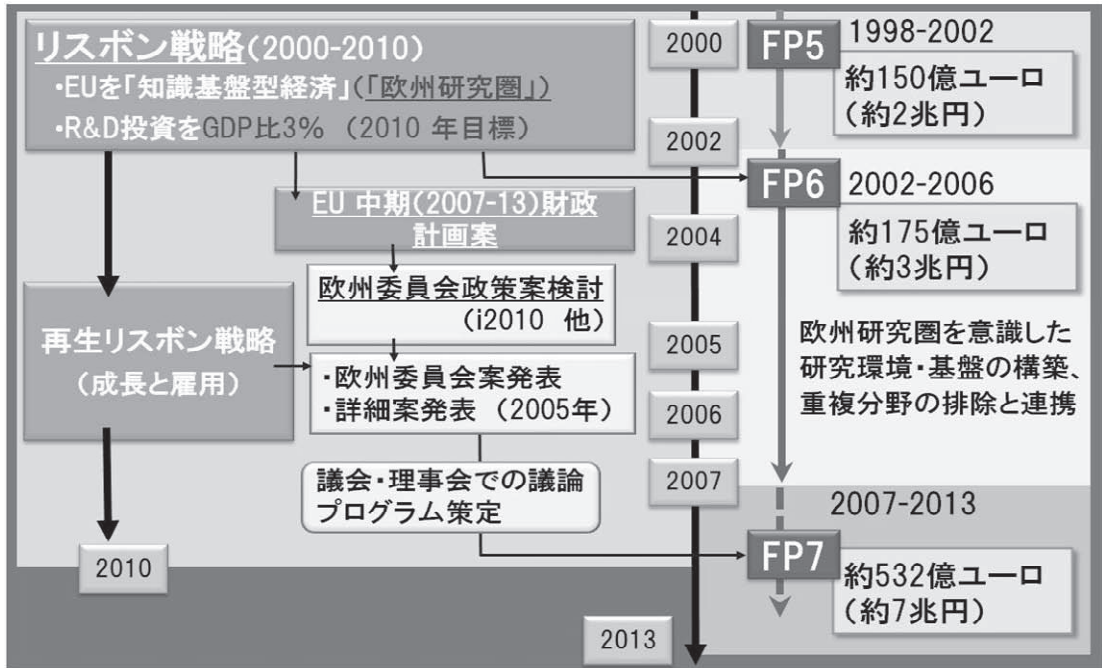 リスボン戦略(2000-2010)
・EUを「知識基盤型経済」(「欧州研究圏」)
・R&D投資をGDP比3% (2010 年目標)
EU 中期(2007-13)財政
計画案
欧州委員会政策案検討
(i2010 他)
再生リスボン戦略
(成長と雇用)
・欧州委員会案発表
・詳細案発表 (2005年)
議会・理事会での議論
プログラム策定
2010
2000
2002
2004
2005
2006
2007
2013
FP5
1998-2002
約150億ユーロ
(約2兆円)
FP6
2002-2006
約175億ユーロ
(約3兆円)
欧州研究圏を意識した
研究環境・基盤の構築、
重複分野の排除と連携
2007-2013
FP7
約532億ユーロ
(約7兆円)